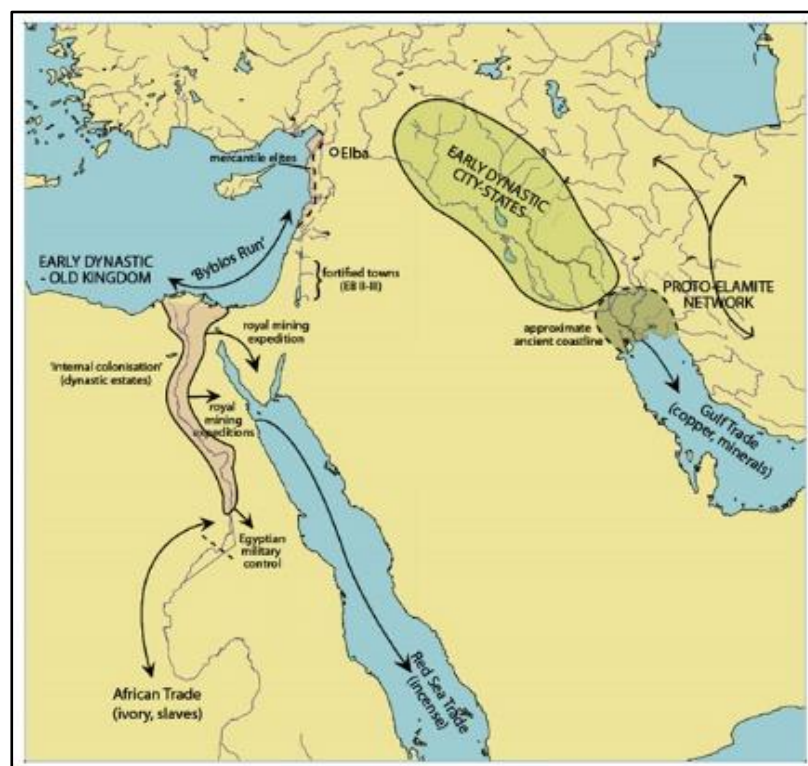 mercantile elites
Elba
EARLY DYNASTIC
CITY-STATES
'Byblos Run'
EARLY DYNASTIC
- OLD KINGDOM
fortified towns
(EB II-III)
PROTO-ELAMITE
NETWORK
royal mining
expedition
approximate
ancient coastline
'internal colonisation'
(dynastic estates)
royal
mining
expeditions
Gulf Trade
(copper, minerals)
Egyptian
military
control
African Trade
(ivory, slaves)
Red Sea Trade
(incense)